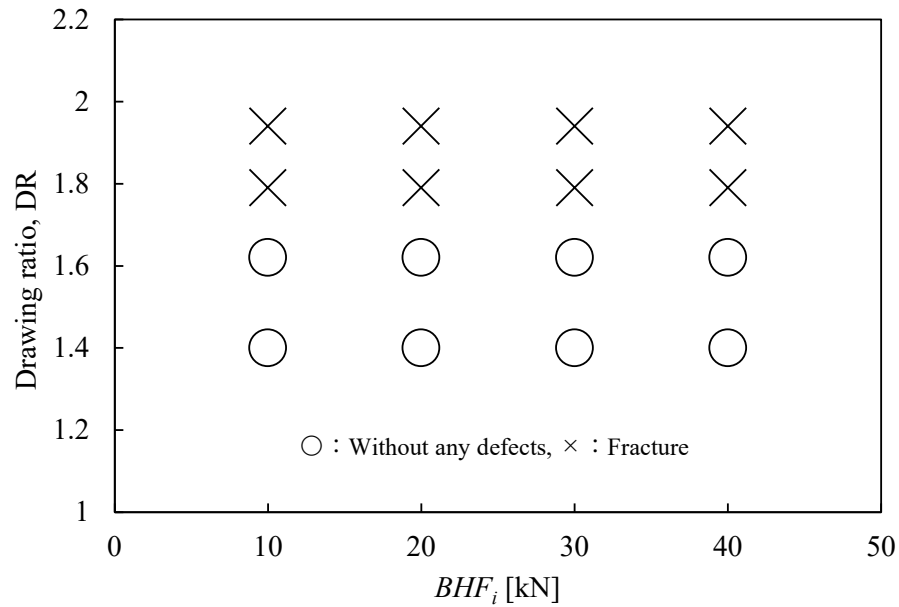 2.2
2
1.8
1.6
1.4
1.2
1
Drawing ratio, DR
○：Without any defects, ×：Fracture
0 10 20 30 40 50
BHFi [kN]